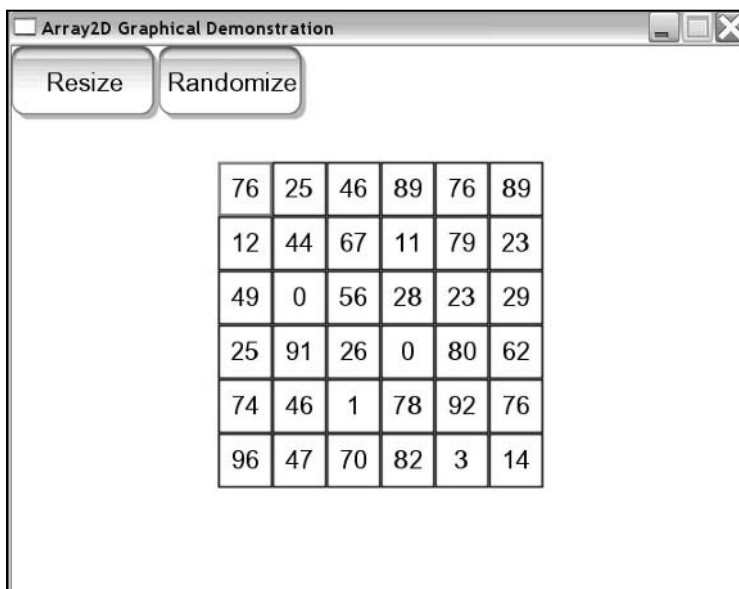 Array2D Graphical Demonstration
Resize Randomize
76 25 46 89 76 89
12 44 67 11 79 23
49 0 56 28 23 29
25 91 26 0 80 62
74 46 1 78 92 76
96 47 70 82 3 14